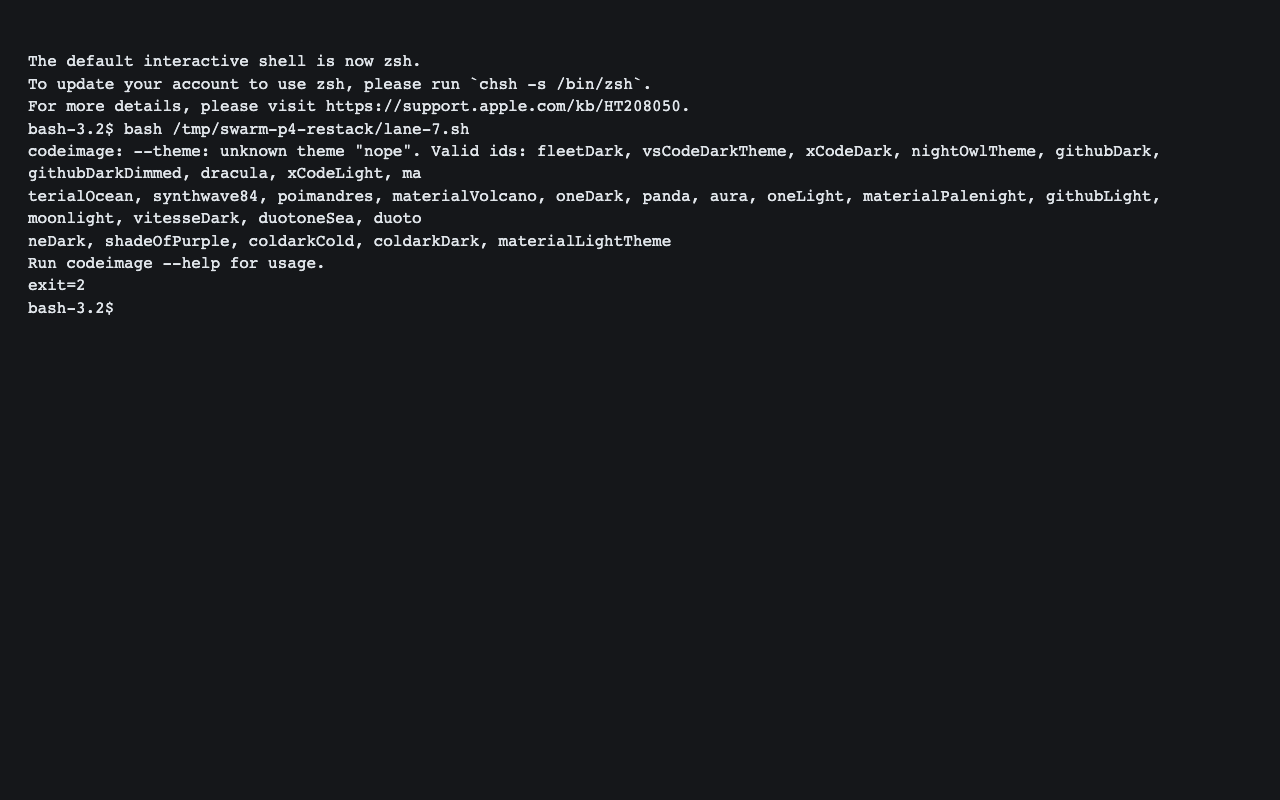 The default interactive shell is now zsh.
To update your account to use zsh, please run `chsh -s /bin/zsh`.
For more details, please visit https://support.apple.com/kb/HT208050.
bash-3.2$ bash /tmp/swarm-p4-restack/lane-7.sh
codeimage: --theme: unknown theme "nope". Valid ids: fleetDark, vsCodeDarkTheme, xCodeDark, nightOwlTheme, githubDark,
githubDarkDimmed, dracula, xCodeLight, ma
terialOcean, synthwave84, poimandres, materialVolcano, oneDark, panda, aura, oneLight, materialPalenight, githubLight,
moonlight, vitesseDark, duotoneSea, duoto
neDark, shadeOfPurple, coldarkCold, coldarkDark, materialLightTheme
Run codeimage --help for usage.
exit=2
bash-3.2$